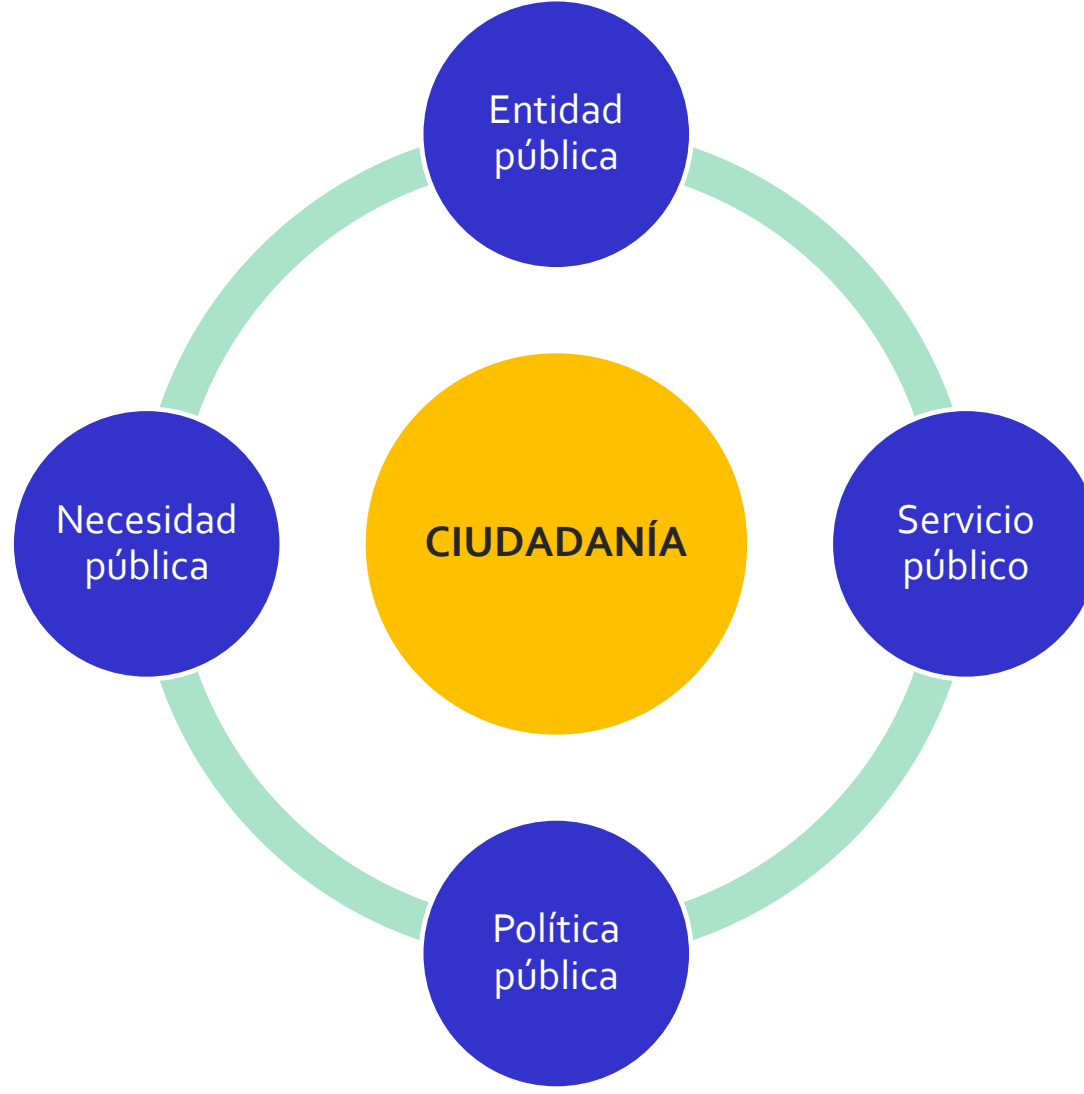 Entidad
pública
Necesidad
pública
CIUDADANÍA
Servicio
público
Política
pública